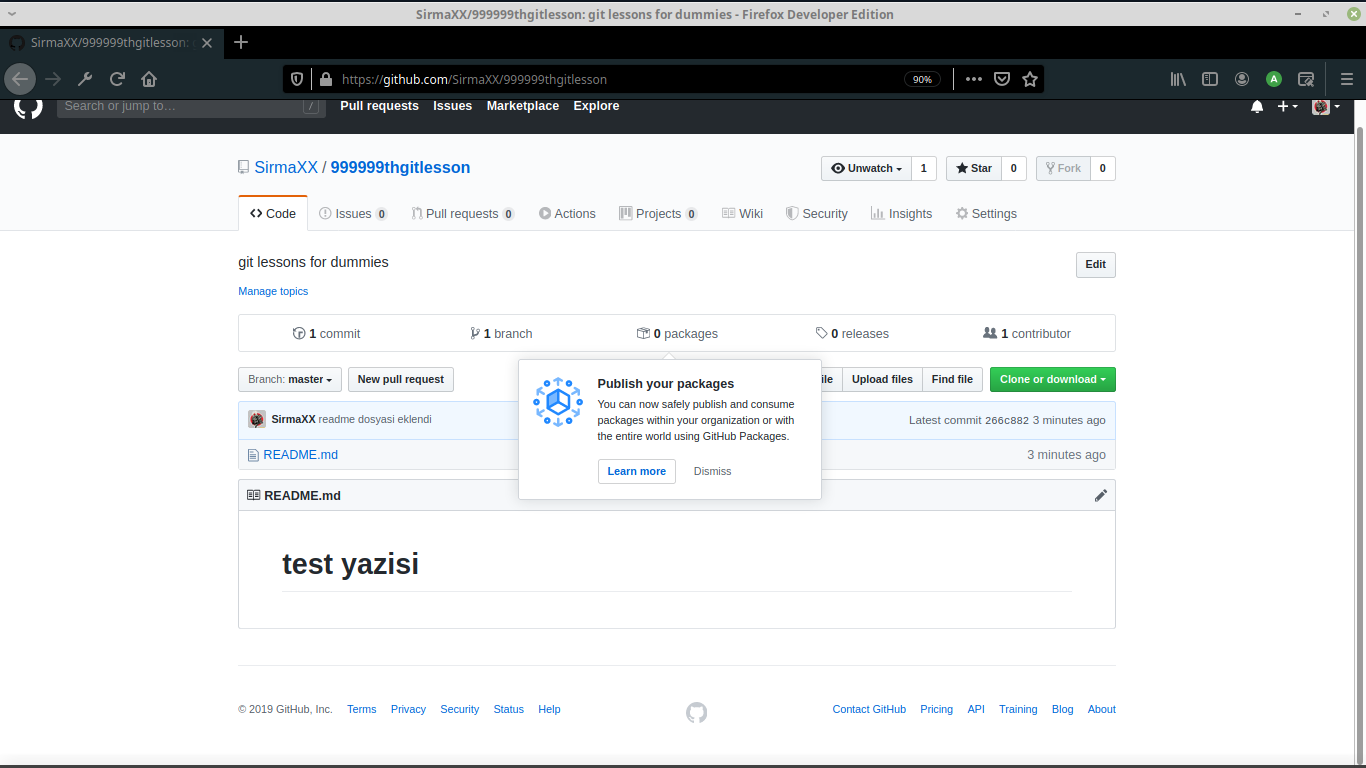 SirmaXX/999999thgitlesson: git lessons for dummies - Firefox Developer Edition
SirmaXX/999999thgitlesson:
https://github.com/SirmaXX/999999thgitlesson 90%
A
Search or jump to… / Pull requests Issues Marketplace Explore
SirmaXX / 999999thgitlesson
Unwatch 1 Star 0 Fork 0
Code Issues 0 Pull requests 0 Actions Projects 0 Wiki Security Insights Settings
git lessons for dummies
Edit
Manage topics
1 commit 1 branch 0 packages 0 releases 1 contributor
Branch: master New pull request
ile Upload files Find file Clone or download
Publish your packages
You can now safely publish and consume
packages within your organization or with
the entire world using GitHub Packages.
Learn more Dismiss
SirmaXX readme dosyasi eklendi
Latest commit 266c882 3 minutes ago
README.md 3 minutes ago
README.md
test yazisi
© 2019 GitHub, Inc. Terms Privacy Security Status Help
Contact GitHub Pricing API Training Blog About